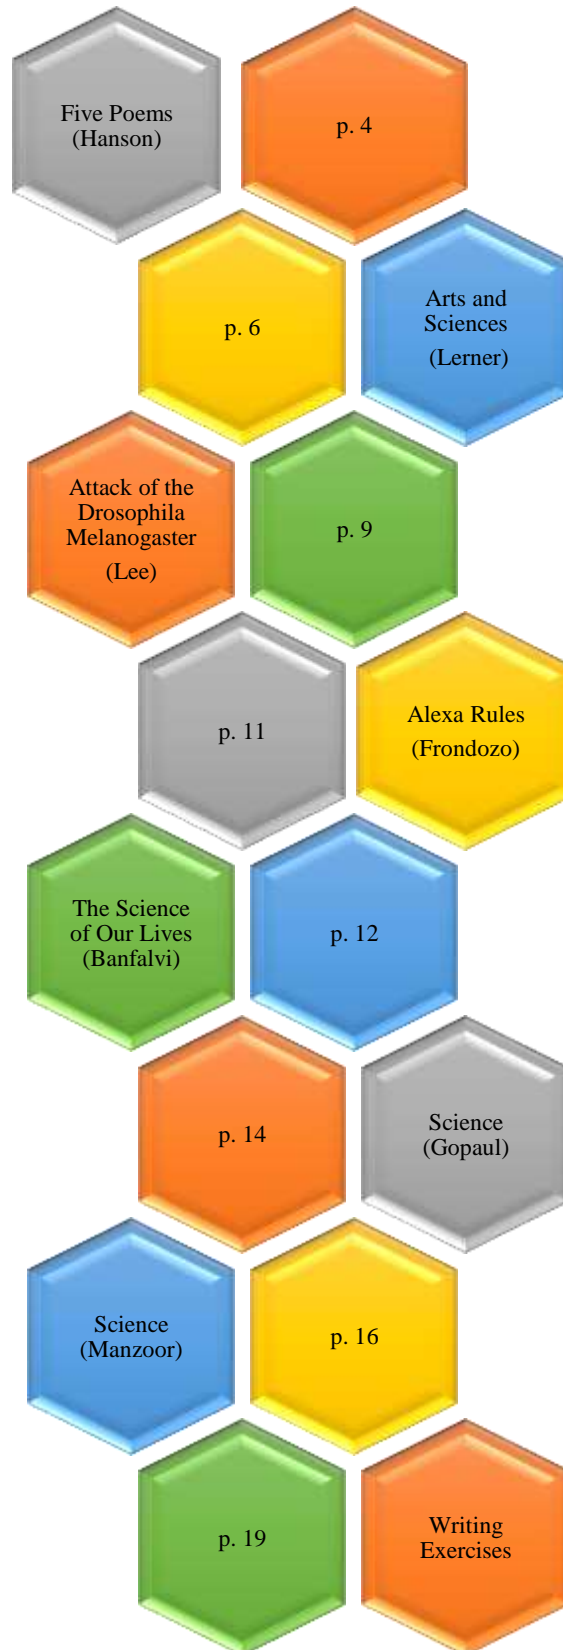 Five Poems
(Hanson)
p. 4
p. 6
Arts and
Sciences
(Lerner)
Attack of the
Drosophila
Melanogaster
(Lee)
p. 9
p. 11
Alexa Rules
(Frondozo)
The Science
of Our Lives
(Banfalvi)
p. 12
p. 14
Science
(Gopaul)
Science
(Manzoor)
p. 16
p. 19
Writing
Exercises